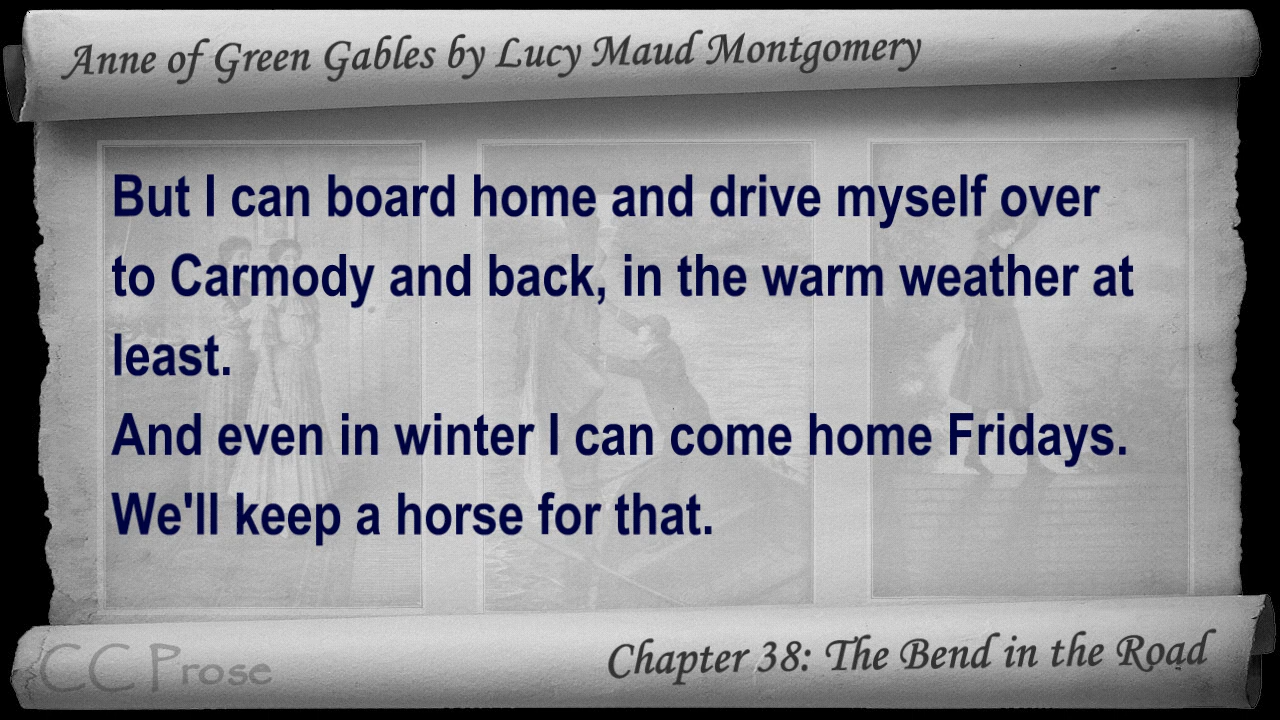 Anne of Green Gables by Lucy Maud Montgomery
But I can board home and drive myself over
to Carmody and back, in the warm weather at
least.
And even in winter I can come home Fridays.
We'll keep a horse for that.
CC Prose
Chapter 38: The Bend in the Road